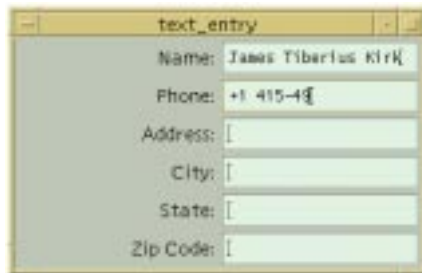 text_entry
Name: James Tiberius Kirk
Phone: +1 415-49
Address:
City:
State:
Zip Code: